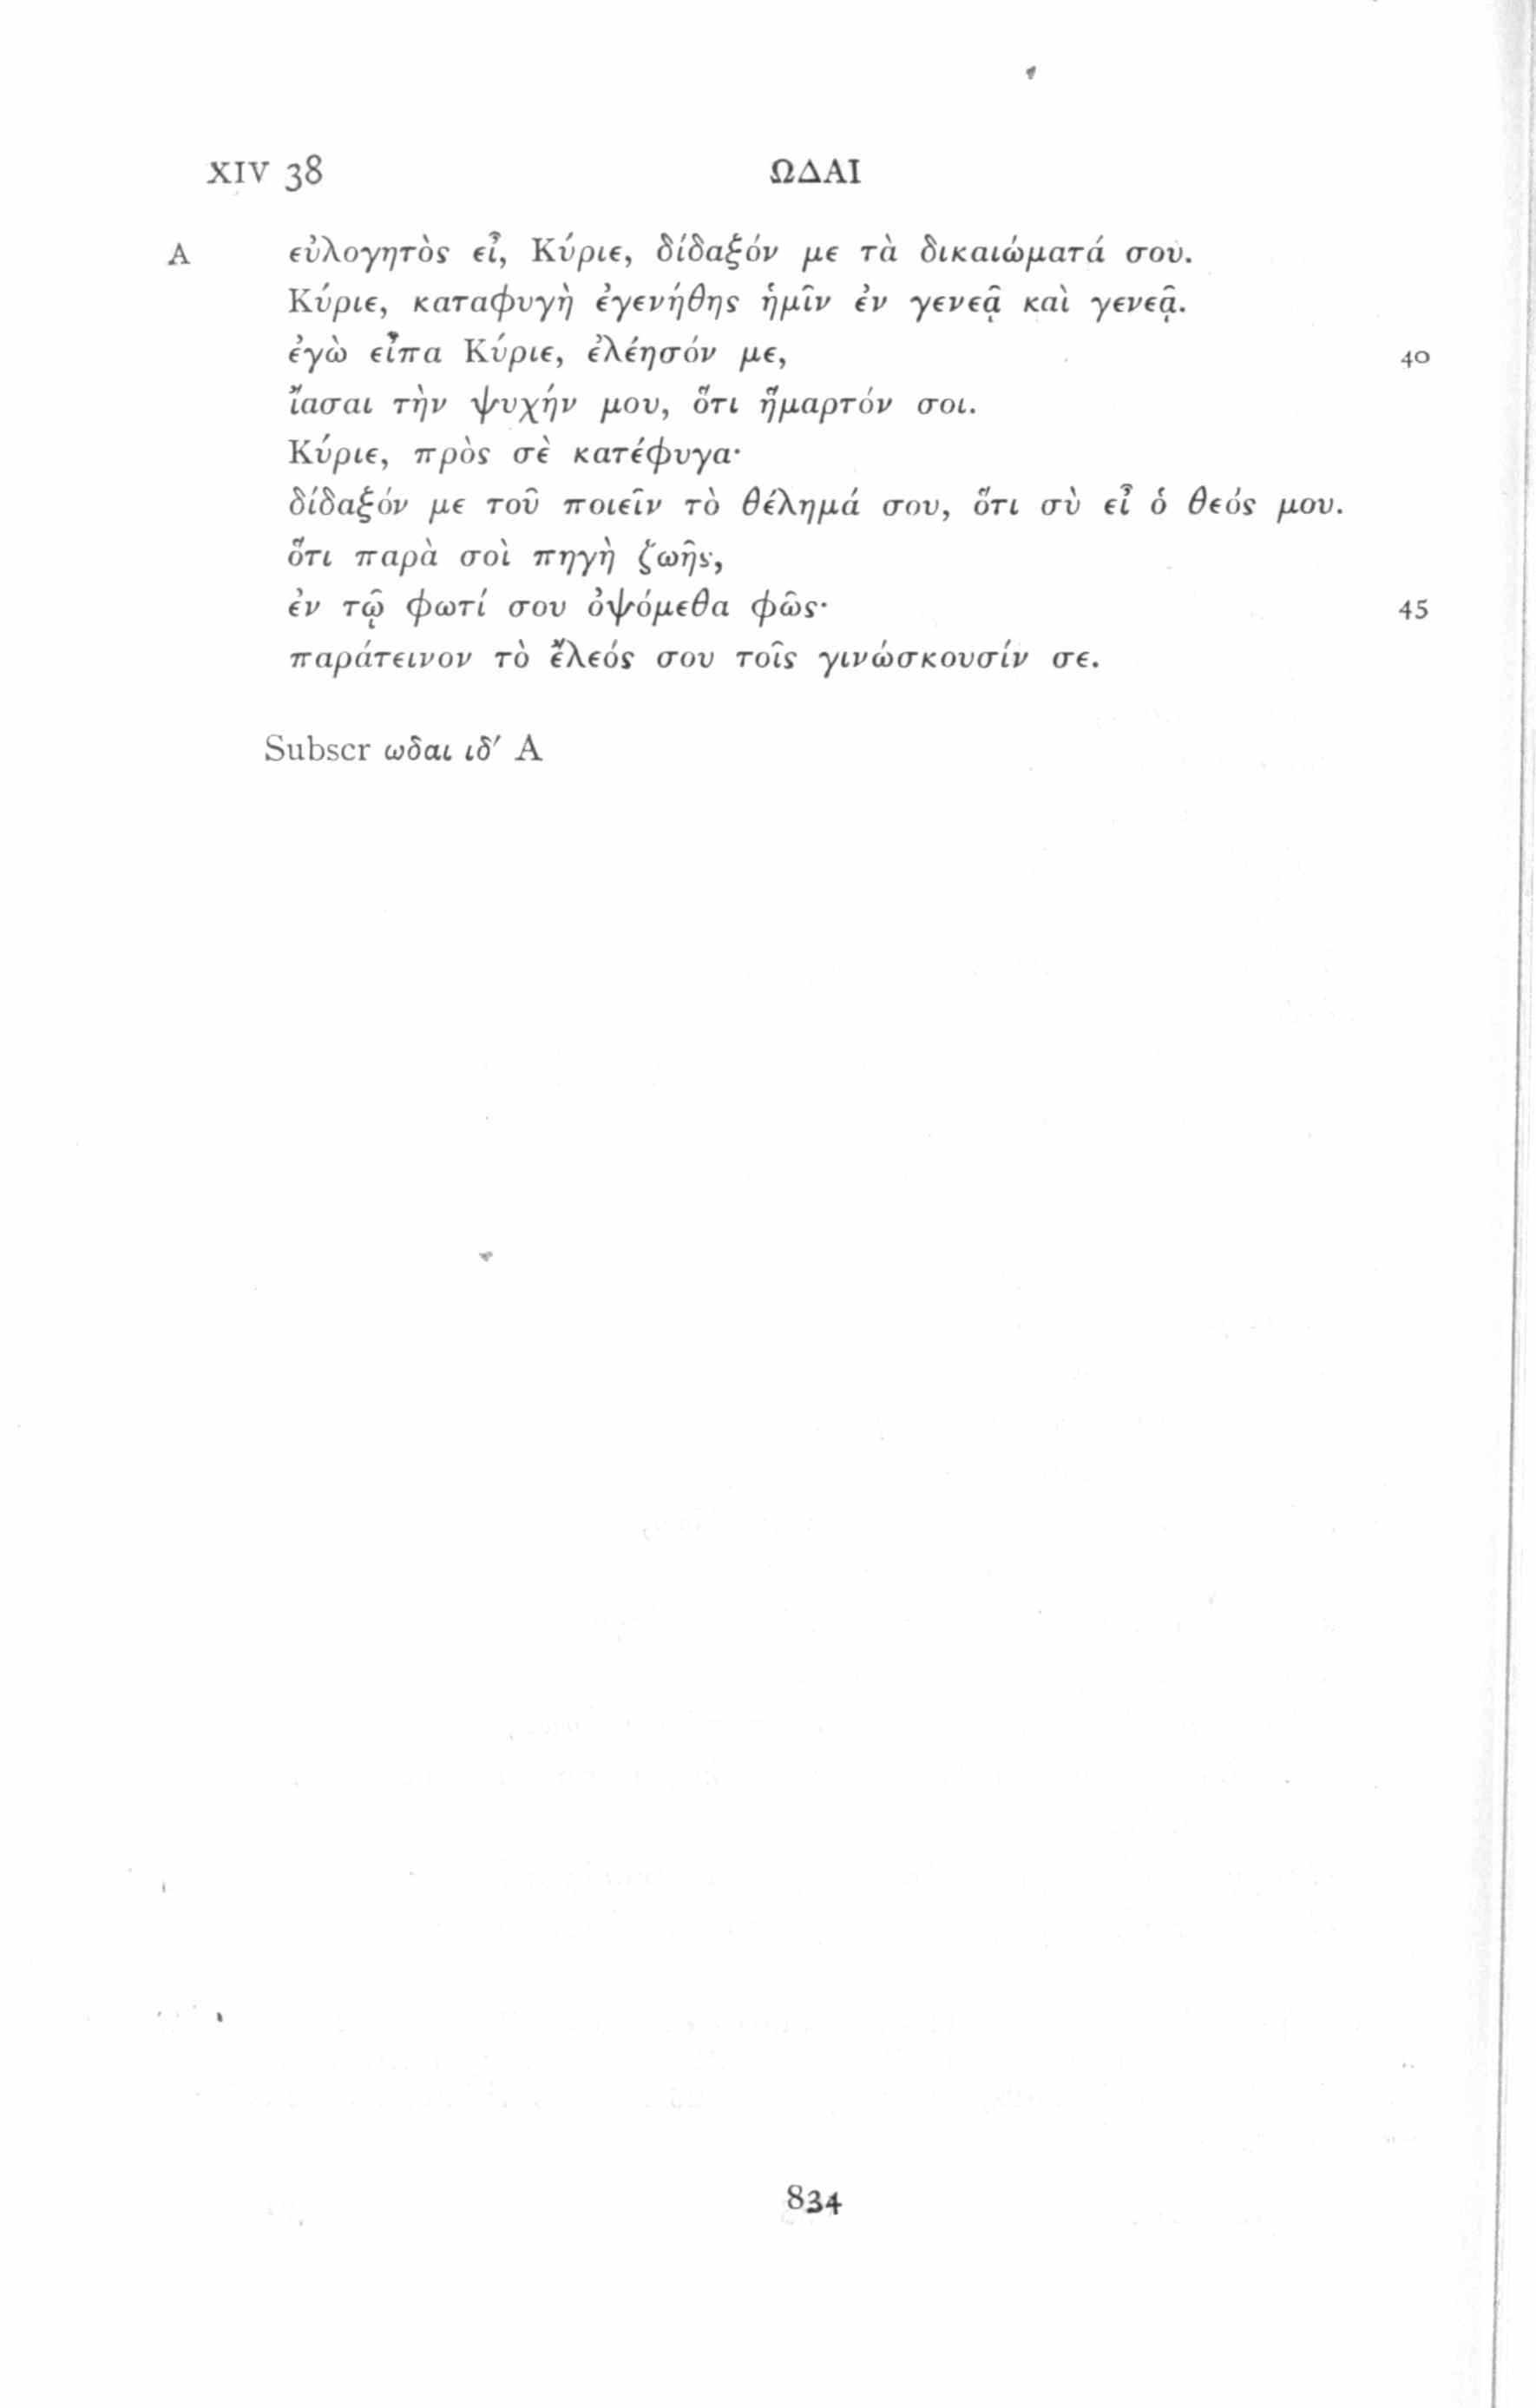 XIV 38 ΩΔΑΙ
A εὐλογητὸς εἶ, Κύριε, δίδαξόν με τὰ δικαιώματά σου.
Κύριε, καταφυγὴ ἐγενήθης ἡμῖν ἐν γενεᾷ καὶ γενεᾷ.
ἐγὼ εἶπα Κύριε, ἐλέησόν με, 40
ἴασαι τὴν ψυχήν μου, ὅτι ἥμαρτόν σοι.
Κύριε, πρὸς σὲ κατέφυγα·
δίδαξόν με τοῦ ποιεῖν τὸ θέλημά σου, ὅτι σὺ εἶ ὁ θεός μου.
ὅτι παρὰ σοὶ πηγὴ ζωῆς,
ἐν τῷ φωτί σου ὀψόμεθα φῶς· 45
παράτεινον τὸ ἔλεός σου τοῖς γινώσκουσίν σε.
Subscr ωδαι ιδ′ A
834